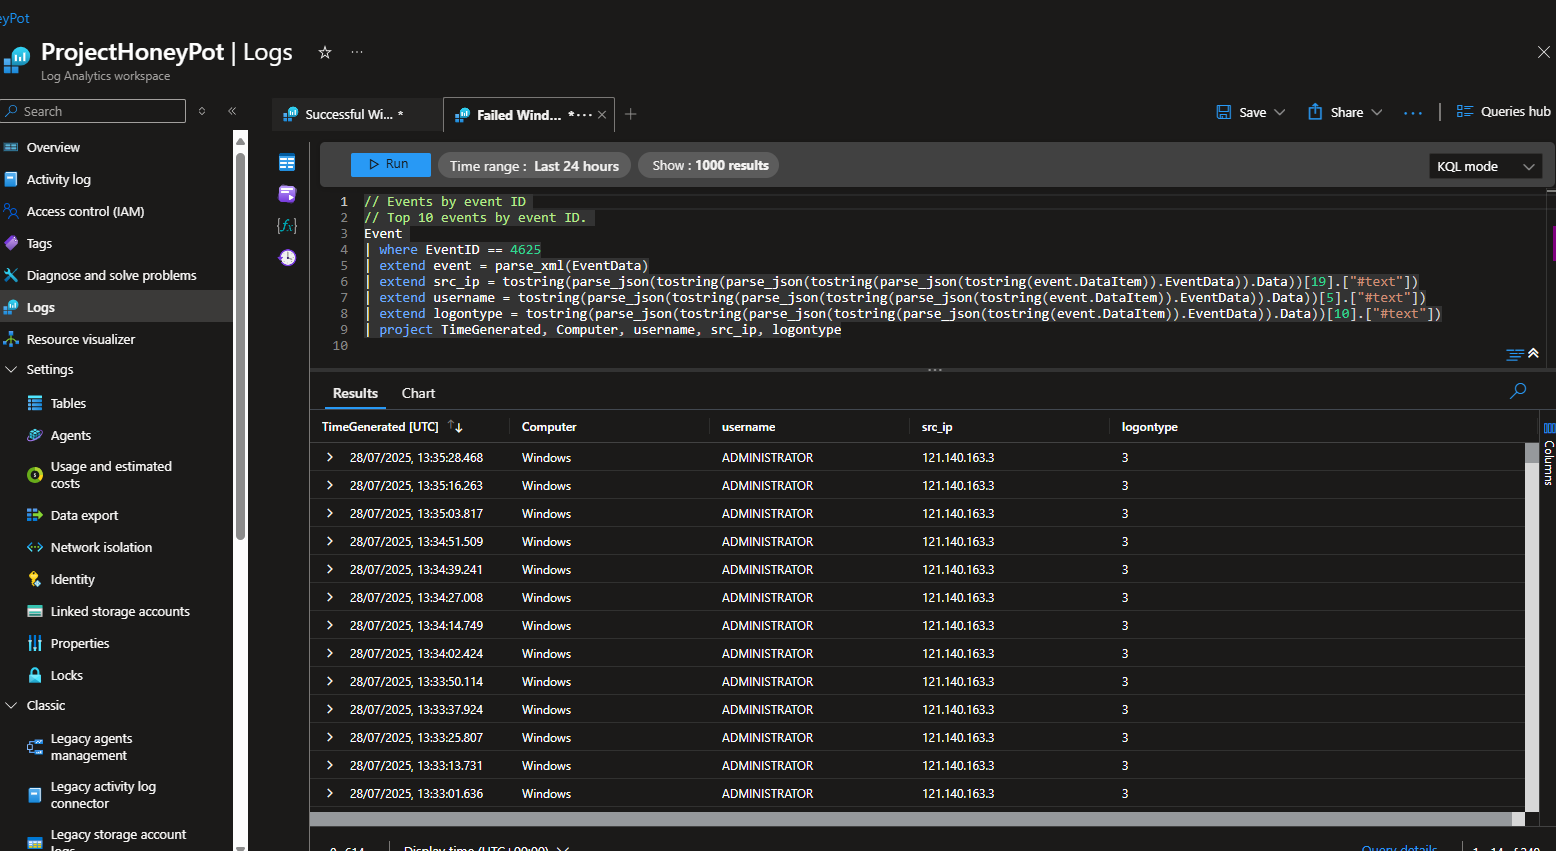 eyPot
ProjectHoneyPot | Logs
Log Analytics workspace
Search
Overview
Activity log
Access control (IAM)
Tags
Diagnose and solve problems
Logs
Resource visualizer
Settings
Tables
Agents
Usage and estimated
costs
Data export
Network isolation
Identity
Linked storage accounts
Properties
Locks
Classic
Legacy agents
management
Legacy activity log
connector
Legacy storage account
logs
Successful Wi... *
Failed Wind... *
Save
Share
Queries hub
Run
Time range : Last 24 hours
Show : 1000 results
KQL mode
1 // Events by event ID
2 // Top 10 events by event ID.
3 Event
4 | where EventID == 4625
5 | extend event = parse_xml(EventData)
6 | extend src_ip = tostring(parse_json(tostring(parse_json(tostring(parse_json(tostring(event.DataItem)).EventData)).Data))[19].["#text"])
7 | extend username = tostring(parse_json(tostring(parse_json(tostring(parse_json(tostring(event.DataItem)).EventData)).Data))[5].["#text"])
8 | extend logontype = tostring(parse_json(tostring(parse_json(tostring(parse_json(tostring(event.DataItem)).EventData)).Data))[10].["#text"])
9 | project TimeGenerated, Computer, username, src_ip, logontype
10
Results Chart
TimeGenerated [UTC] Computer username src_ip logontype
28/07/2025, 13:35:28.468 Windows ADMINISTRATOR 121.140.163.3 3
28/07/2025, 13:35:16.263 Windows ADMINISTRATOR 121.140.163.3 3
28/07/2025, 13:35:03.817 Windows ADMINISTRATOR 121.140.163.3 3
28/07/2025, 13:34:51.509 Windows ADMINISTRATOR 121.140.163.3 3
28/07/2025, 13:34:39.241 Windows ADMINISTRATOR 121.140.163.3 3
28/07/2025, 13:34:27.008 Windows ADMINISTRATOR 121.140.163.3 3
28/07/2025, 13:34:14.749 Windows ADMINISTRATOR 121.140.163.3 3
28/07/2025, 13:34:02.424 Windows ADMINISTRATOR 121.140.163.3 3
28/07/2025, 13:33:50.114 Windows ADMINISTRATOR 121.140.163.3 3
28/07/2025, 13:33:37.924 Windows ADMINISTRATOR 121.140.163.3 3
28/07/2025, 13:33:25.807 Windows ADMINISTRATOR 121.140.163.3 3
28/07/2025, 13:33:13.731 Windows ADMINISTRATOR 121.140.163.3 3
28/07/2025, 13:33:01.636 Windows ADMINISTRATOR 121.140.163.3 3
Columns
Display time (UTC+00:00)
Query details